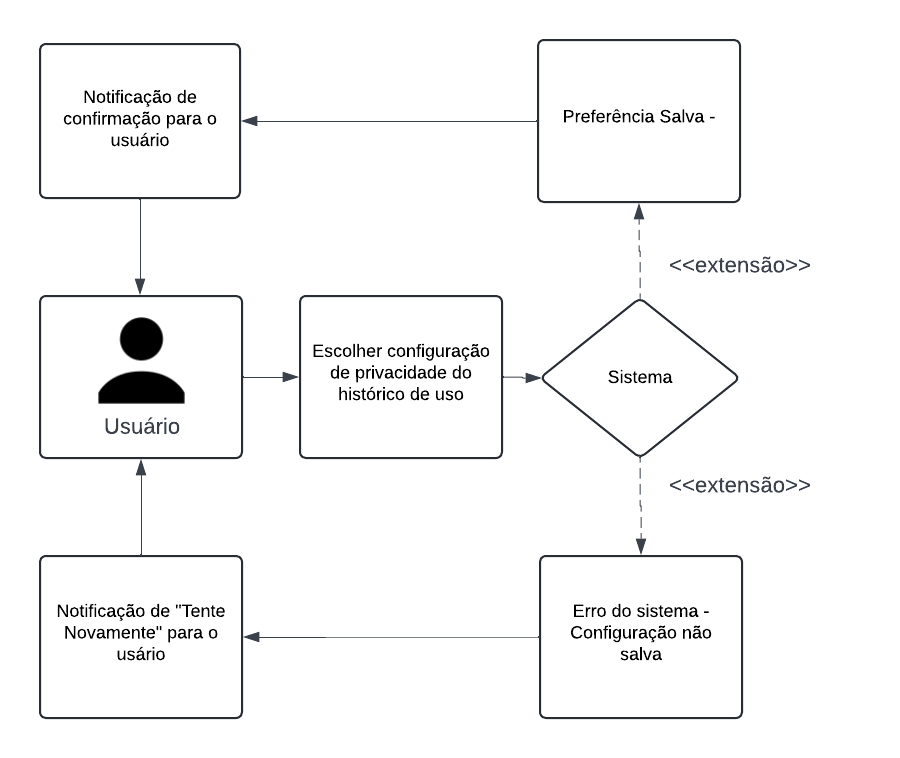 Notificação de
confirmação para o
usuário
Preferência Salva -
<<extensão>>
Usuário
Escolher configuração
de privacidade do
histórico de uso
Sistema
<<extensão>>
Notificação de "Tente
Novamente" para o
usário
Erro do sistema -
Configuração não
salva